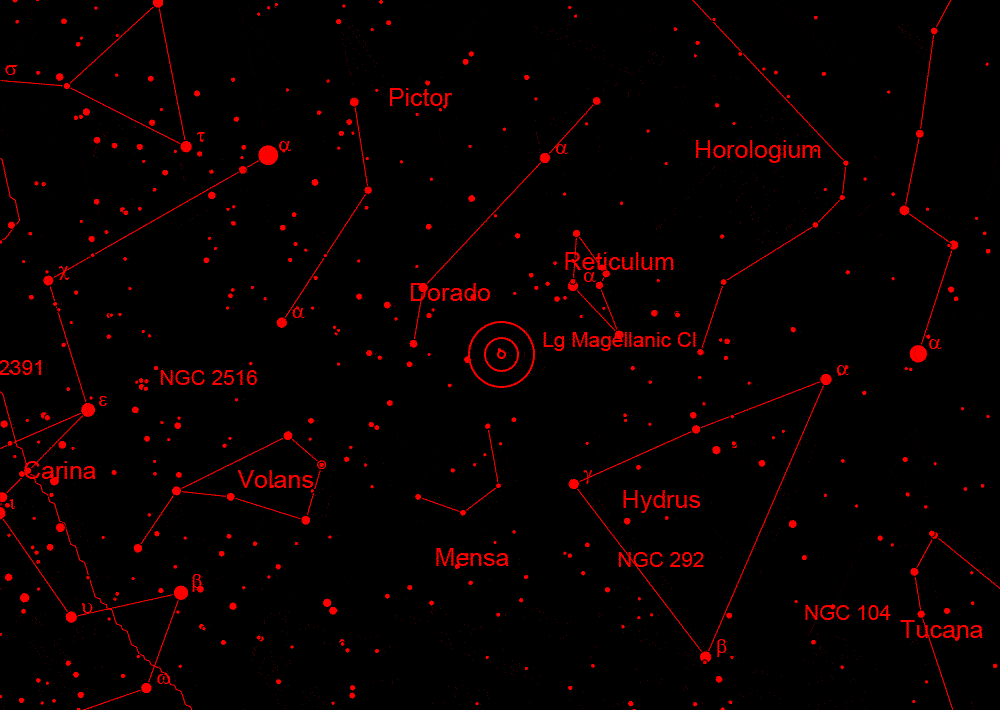 σ
Pictor
τ
α
α
Horologium
χ
Reticulum
α
Dorado
α
Lg Magellanic Cl
α
2391
NGC 2516
α
ε
Carina
Volans
γ
Hydrus
ι
Mensa
NGC 292
β
υ
NGC 104
Tucana
β
ω